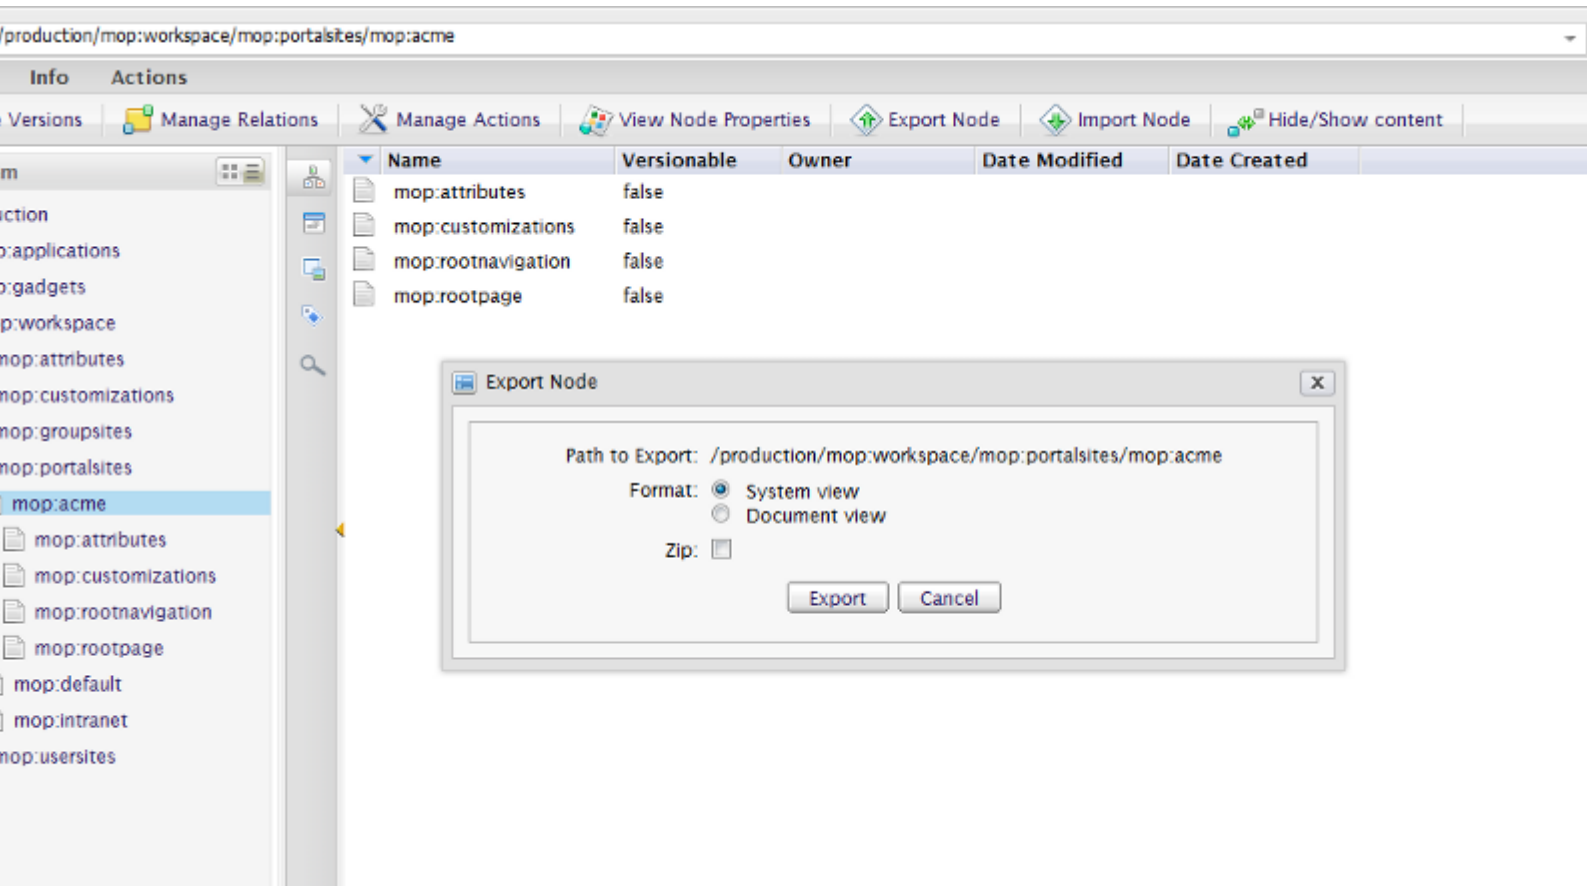 /production/mop:workspace/mop:portalsites/mop:acme
Info Actions
Versions Manage Relations Manage Actions View Node Properties Export Node Import Node Hide/Show content
Name Versionable Owner Date Modified Date Created
mop:attributes false
mop:customizations false
mop:rootnavigation false
mop:rootpage false
uction
p:applications
p:gadgets
p:workspace
mop:attributes
mop:customizations
mop:groupsites
mop:portalsites
mop:acme
mop:attributes
mop:customizations
mop:rootnavigation
mop:rootpage
mop:default
mop:intranet
mop:usersites
Export Node
Path to Export: /production/mop:workspace/mop:portalsites/mop:acme
Format: System view
Document view
Zip:
Export Cancel